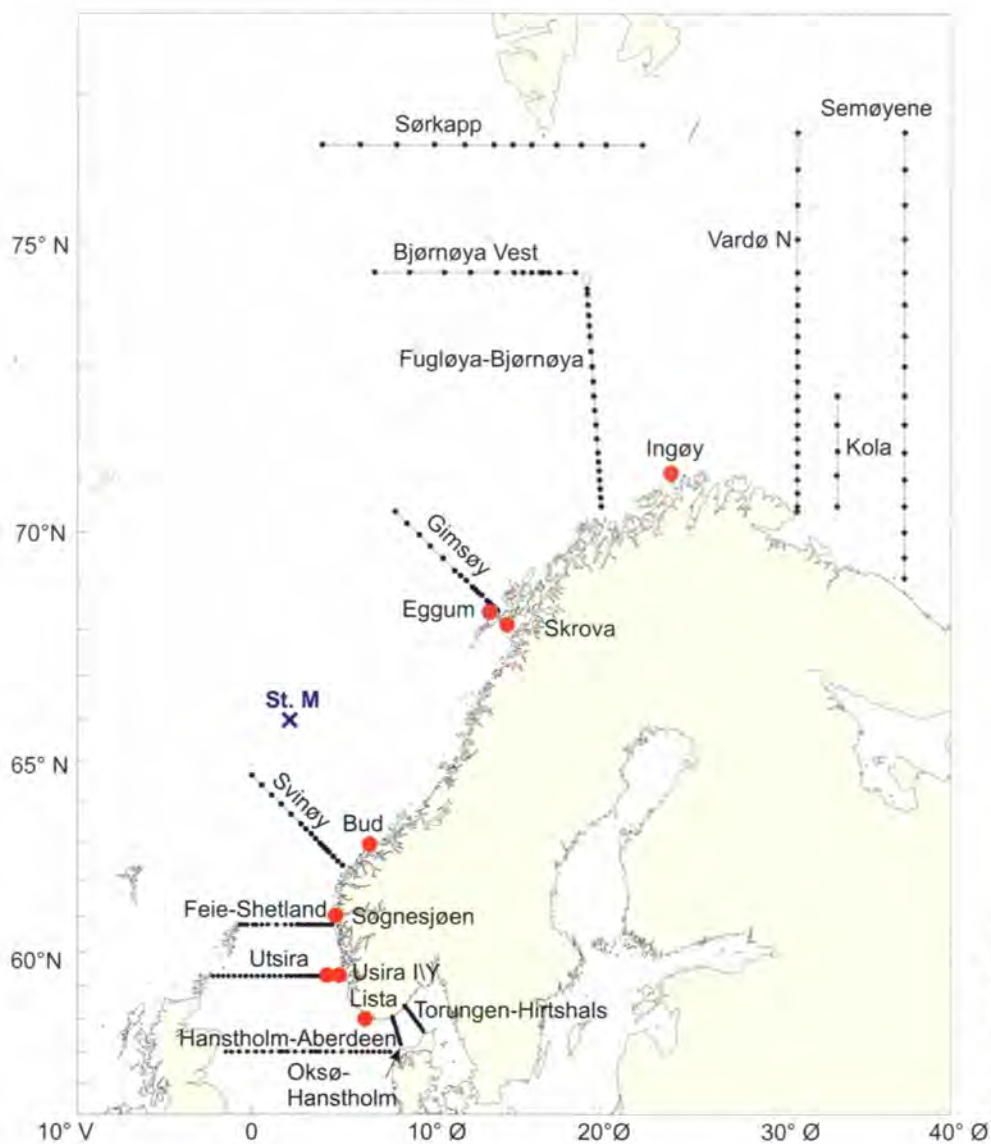 Semøyene
Sørkapp
75° N
Vardø N
Bjørnøya Vest
Fugløya-Bjørnøya
Ingøy
Kola
70° N
Gimsøy
Eggum
Skrova
St. M
65° N
Svinøy
Bud
Feie-Shetland
Sognesjøen
60° N
Utsira
Usira I\Y
Lista
Torungen-Hirtshals
Hanstholm-Aberdeen
Oksø-
Hanstholm
10° V
0
10° Ø
20° Ø
30° Ø
40° Ø